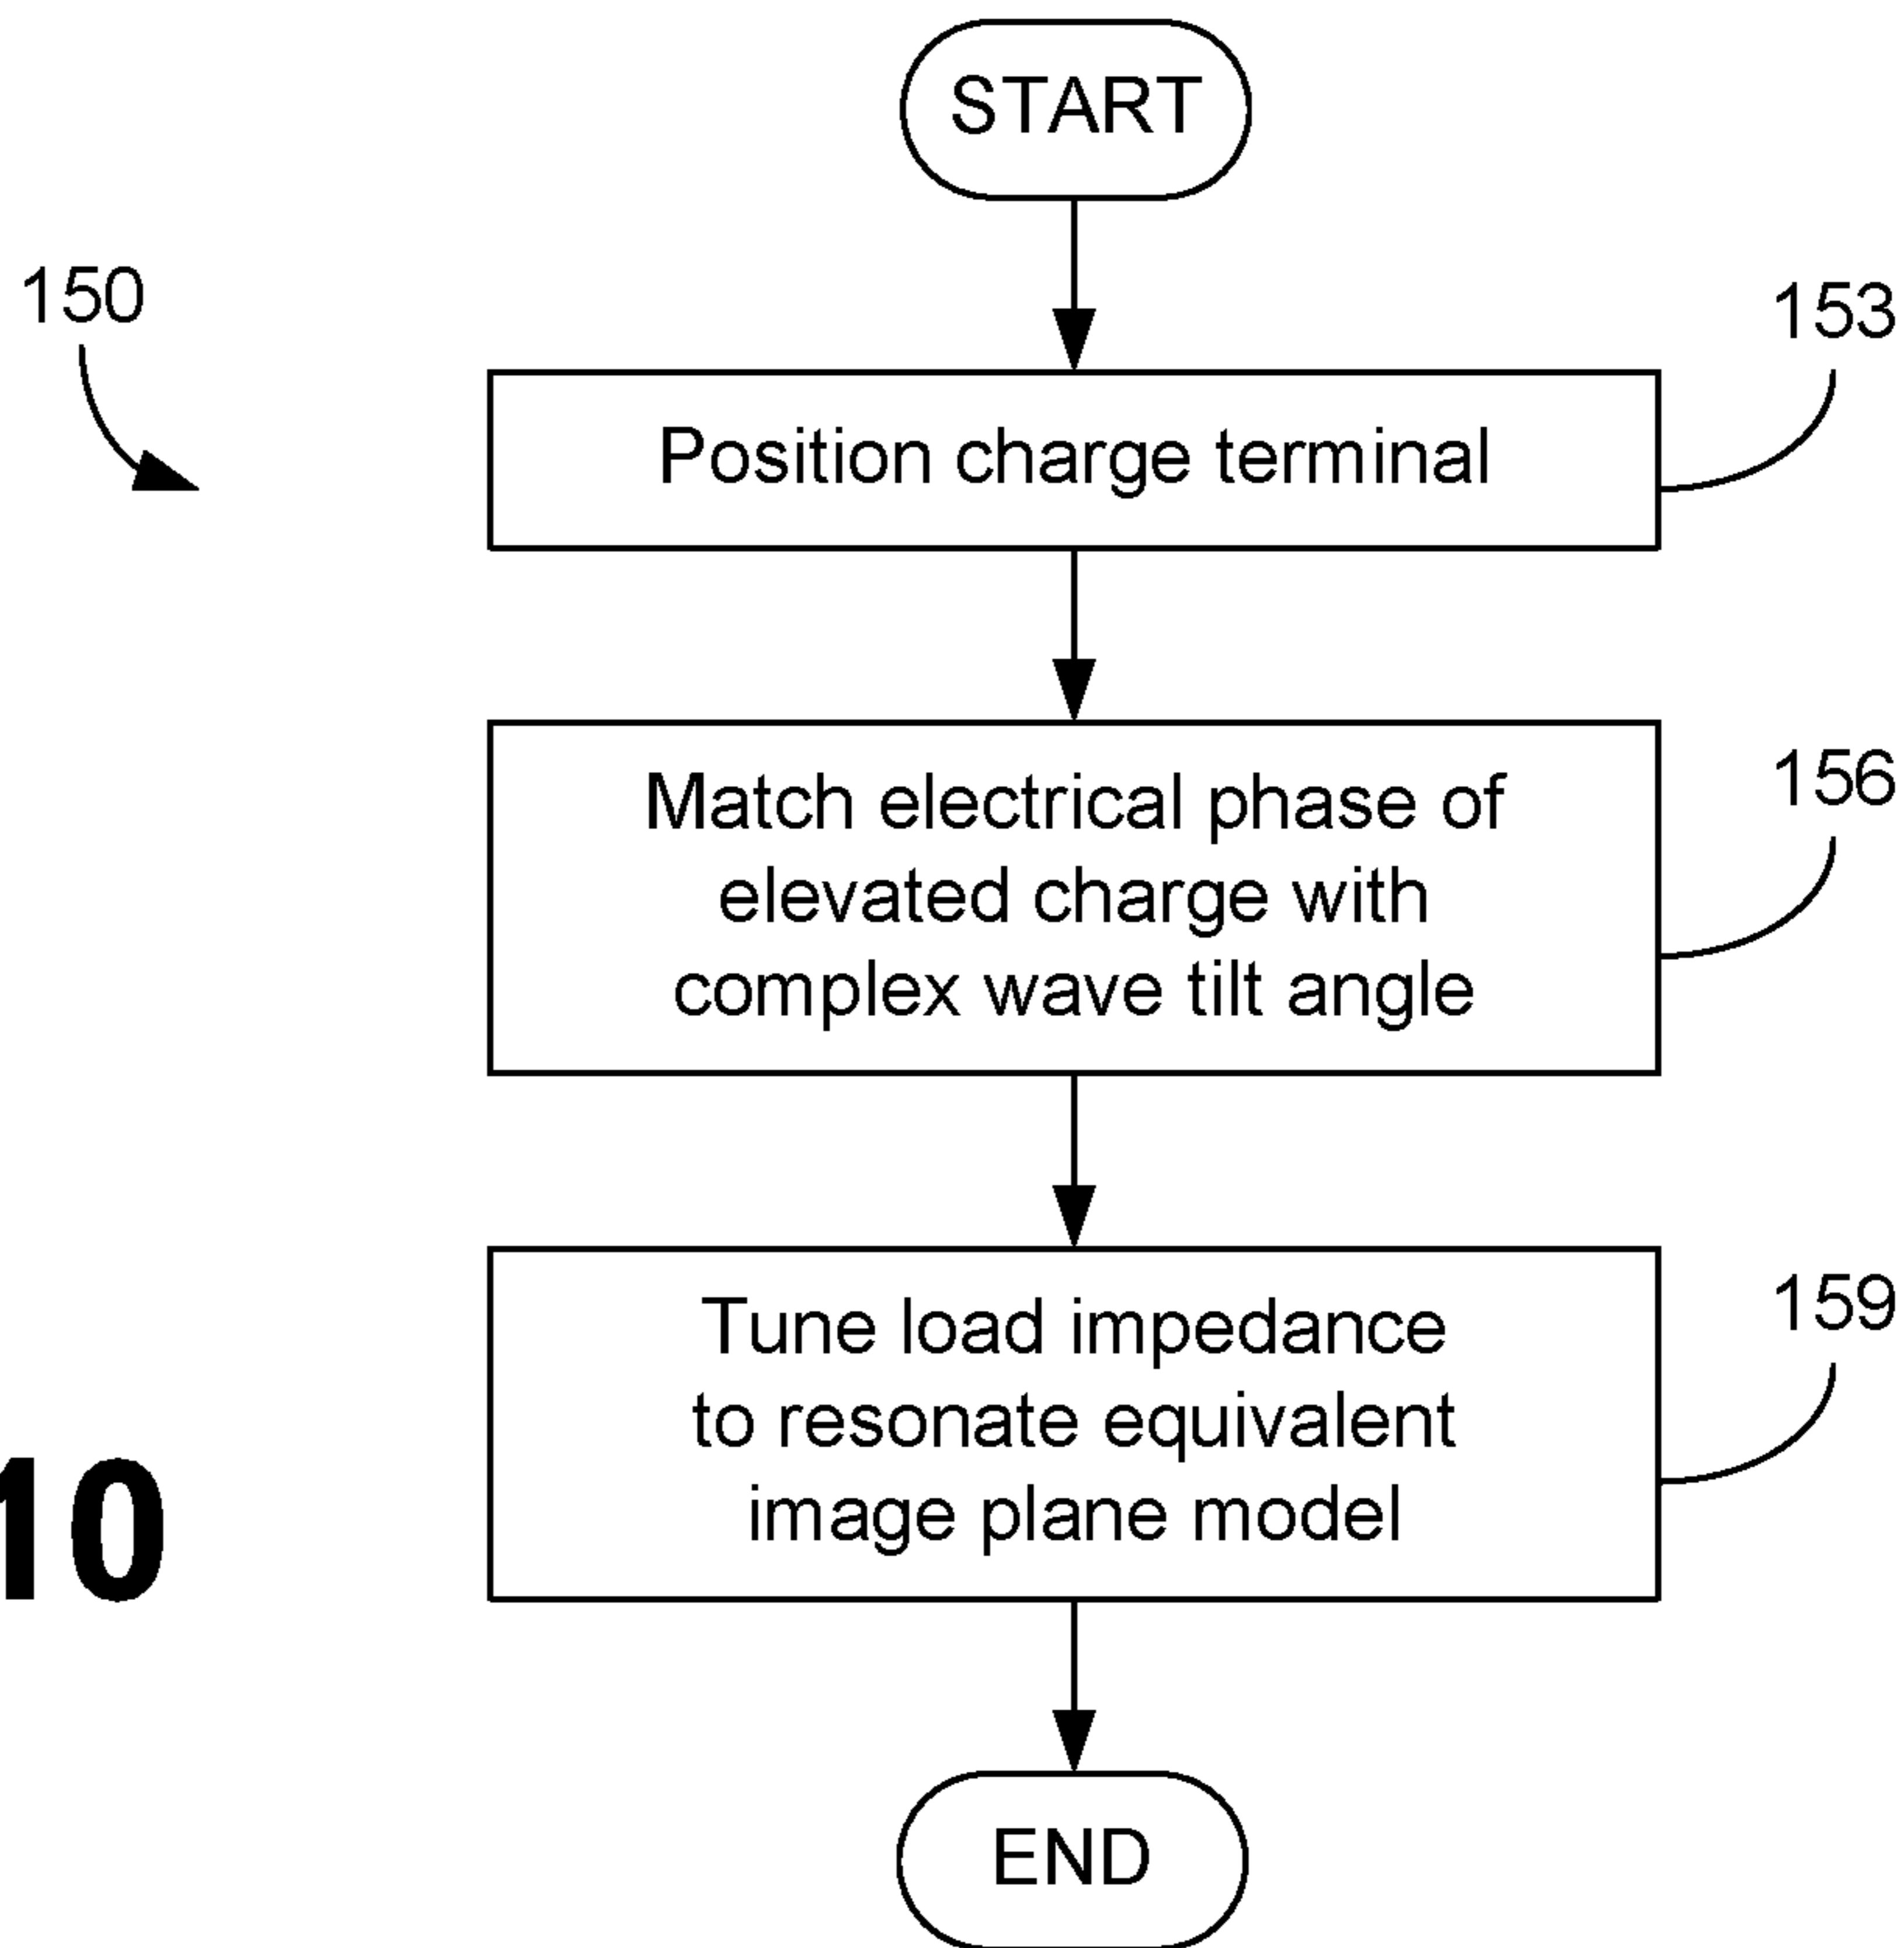 START
150
153
Position charge terminal
156
Match electrical phase of
elevated charge with
complex wave tilt angle
159
Tune load impedance
to resonate equivalent
image plane model
10
END